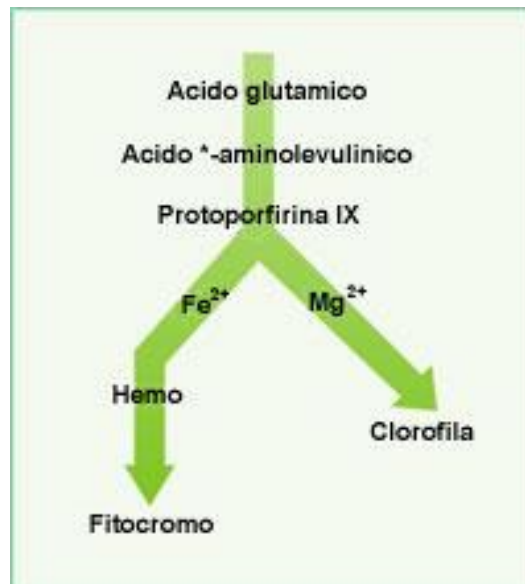 Acido glutamico
Acido *-aminolevulinico
Protoporfirina IX
Fe2+ Mg2+
Hemo
Clorofila
Fitocromo